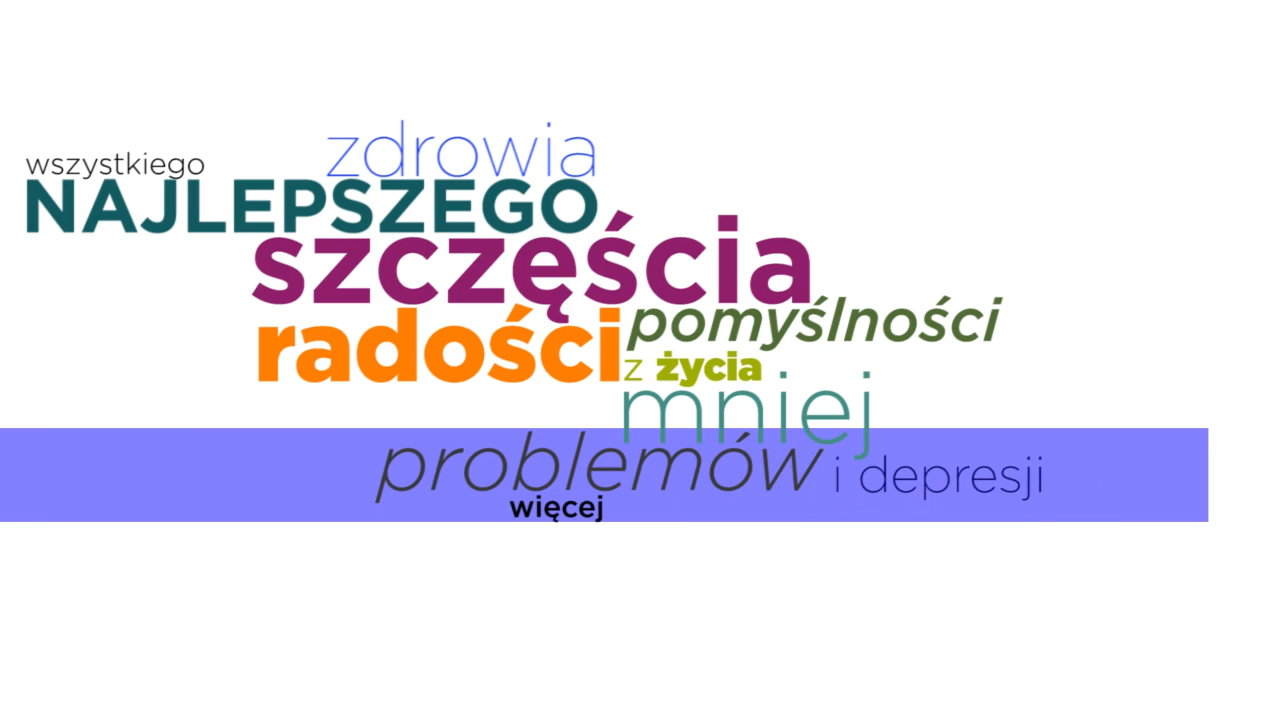 zdrowia
wszystkiego
NAJLEPSZEGO
szczęścia
radości pomyślności
z życia
mniej
problemów i depresji
więcej